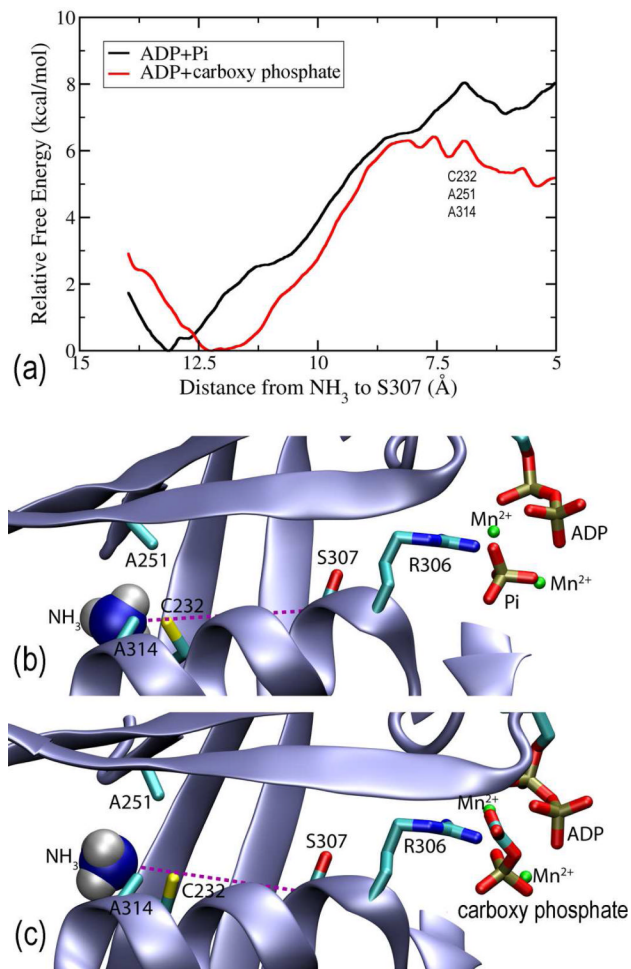 10
8
6
4
2
0
Relative Free Energy (kcal/mol)
ADP+Pi
ADP+carboxy phosphate
C232
A251
A314
15 12.5 10 7.5 5
Distance from NH₃ to S307 (Å)
(a)
A251
Mn²⁺
ADP
S307
R306
Mn²⁺
NH₃
C232
Pi
A314
(b)
A251
Mn²⁺
ADP
S307
R306
NH₃
Mn²⁺
A314
C232
carboxy phosphate
(c)